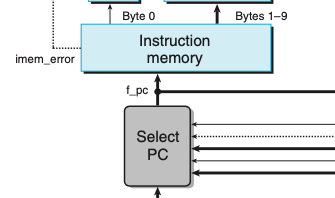 Byte 0
Bytes 1–9
Instruction
memory
imem_error
f_pc
Select
PC